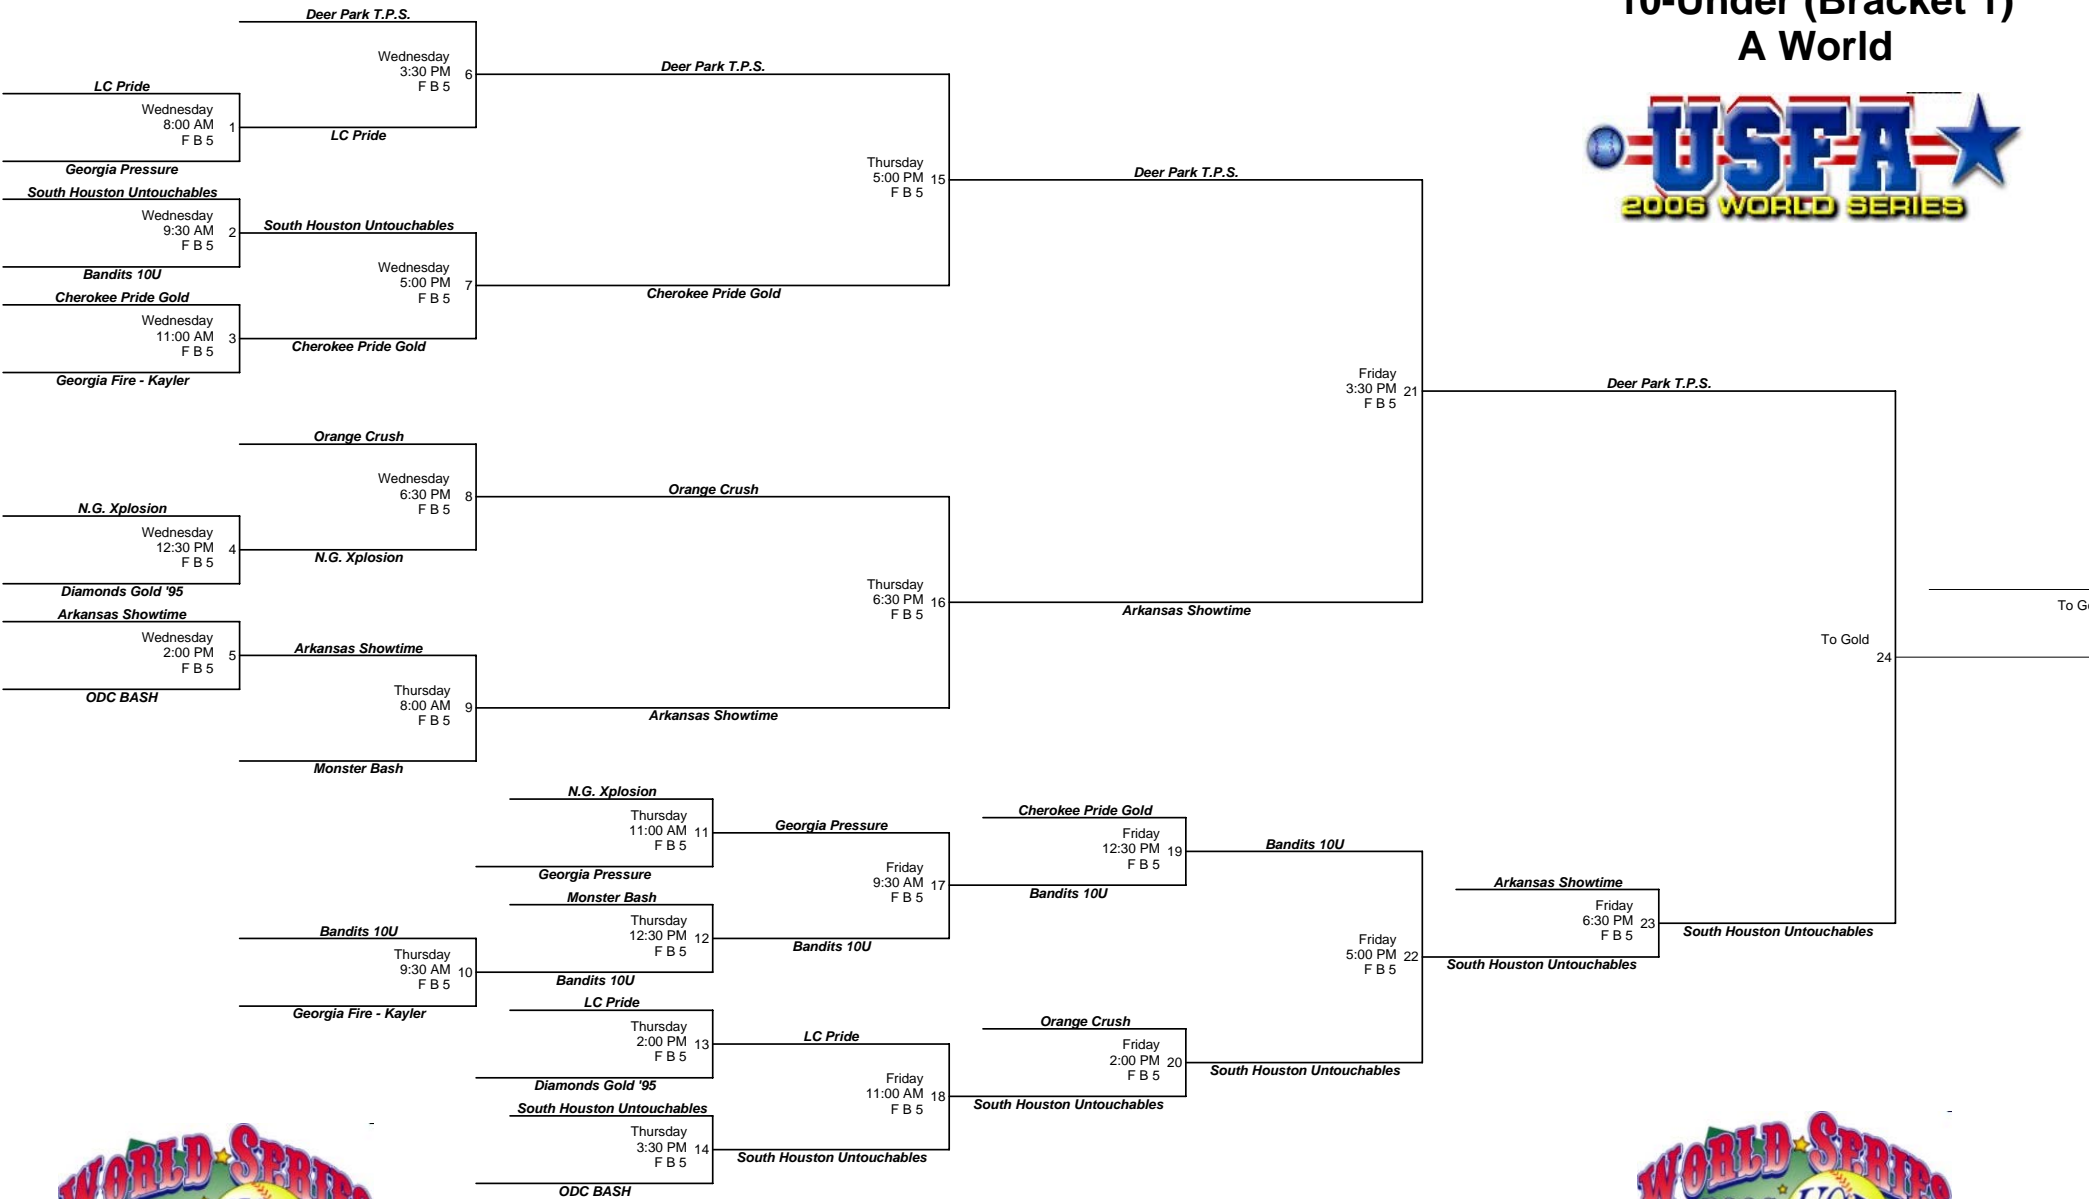 10-Under (Bracket 1)
A World
USFA
2006 WORLD SERIES
Deer Park T.P.S.
Wednesday
3:30 PM 6
F B 5
Deer Park T.P.S.
LC Pride
Wednesday
8:00 AM 1
F B 5
LC Pride
Georgia Pressure
South Houston Untouchables
Wednesday
9:30 AM 2
F B 5
South Houston Untouchables
Bandits 10U
Cherokee Pride Gold
Wednesday
5:00 PM 7
F B 5
Cherokee Pride Gold
Wednesday
11:00 AM 3
F B 5
Cherokee Pride Gold
Georgia Fire - Kayler
Thursday
5:00 PM 15
F B 5
Deer Park T.P.S.
Friday
3:30 PM 21
F B 5
Deer Park T.P.S.
Orange Crush
Wednesday
6:30 PM 8
F B 5
Orange Crush
N.G. Xplosion
Wednesday
12:30 PM 4
F B 5
N.G. Xplosion
Diamonds Gold '95
Arkansas Showtime
Wednesday
2:00 PM 5
F B 5
Arkansas Showtime
ODC BASH
Thursday
8:00 AM 9
F B 5
Arkansas Showtime
Monster Bash
Thursday
6:30 PM 16
F B 5
Arkansas Showtime
To Gold
24
To G
N.G. Xplosion
Thursday
11:00 AM 11
F B 5
Georgia Pressure
Georgia Pressure
Monster Bash
Thursday
12:30 PM 12
F B 5
Bandits 10U
Bandits 10U
Thursday
9:30 AM 10
F B 5
Bandits 10U
Georgia Fire - Kayler
Friday
9:30 AM 17
F B 5
Bandits 10U
Cherokee Pride Gold
Friday
12:30 PM 19
F B 5
Bandits 10U
Arkansas Showtime
Friday
6:30 PM 23
F B 5
South Houston Untouchables
Friday
5:00 PM 22
F B 5
South Houston Untouchables
LC Pride
Thursday
2:00 PM 13
F B 5
LC Pride
Diamonds Gold '95
South Houston Untouchables
Thursday
3:30 PM 14
F B 5
South Houston Untouchables
ODC BASH
Friday
11:00 AM 18
F B 5
South Houston Untouchables
Orange Crush
Friday
2:00 PM 20
F B 5
South Houston Untouchables
WORLD SERIES
WORLD SERIES